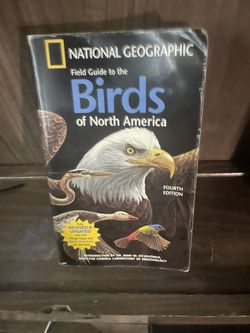 NATIONAL GEOGRAPHIC
Field Guide to the
Birds
of North America
FOURTH
EDITION
REVISED &
UPDATED
INTRODUCTION BY DR. JOHN W. FITZPATRICK,
DIRECTOR CORNELL LABORATORY OF ORNITHOLOGY